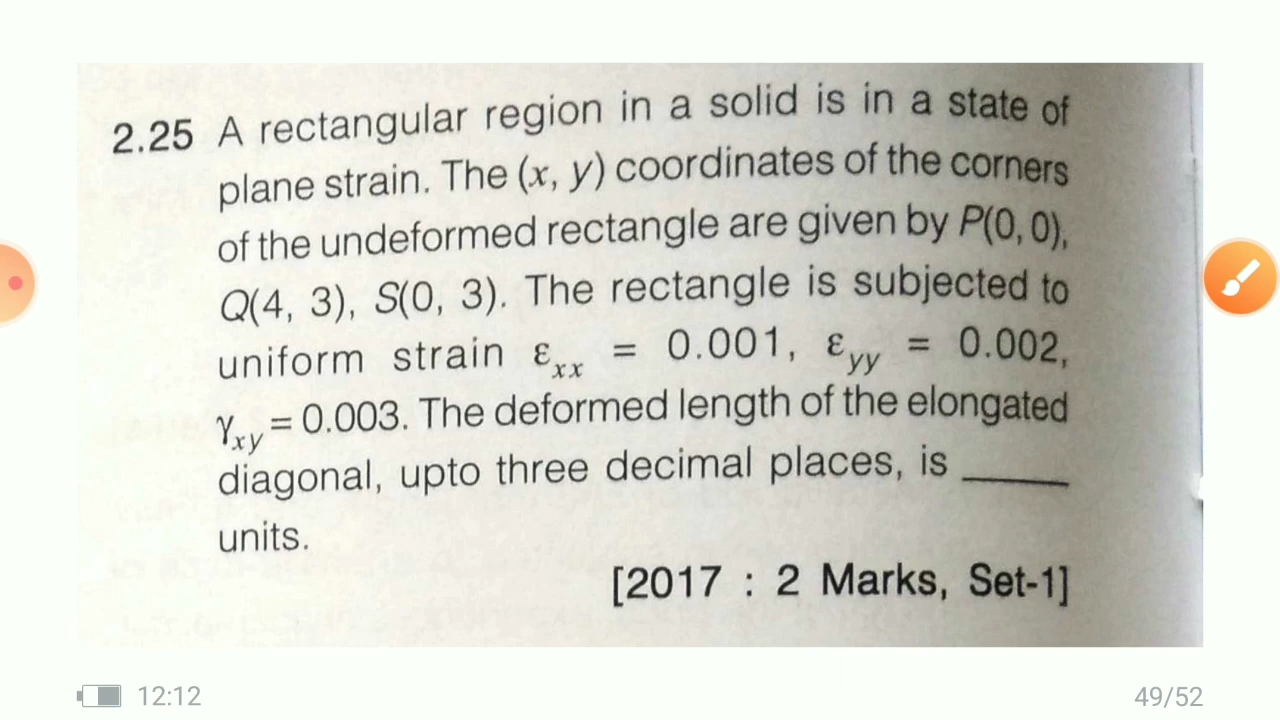 2.25 A rectangular region in a solid is in a state of
plane strain. The (x, y) coordinates of the corners
of the undeformed rectangle are given by P(0, 0),
Q(4, 3), S(0, 3). The rectangle is subjected to
uniform strain εxx = 0.001, εyy = 0.002,
γxy = 0.003. The deformed length of the elongated
diagonal, upto three decimal places, is _____
units.
[2017 : 2 Marks, Set-1]
12:12 49/52